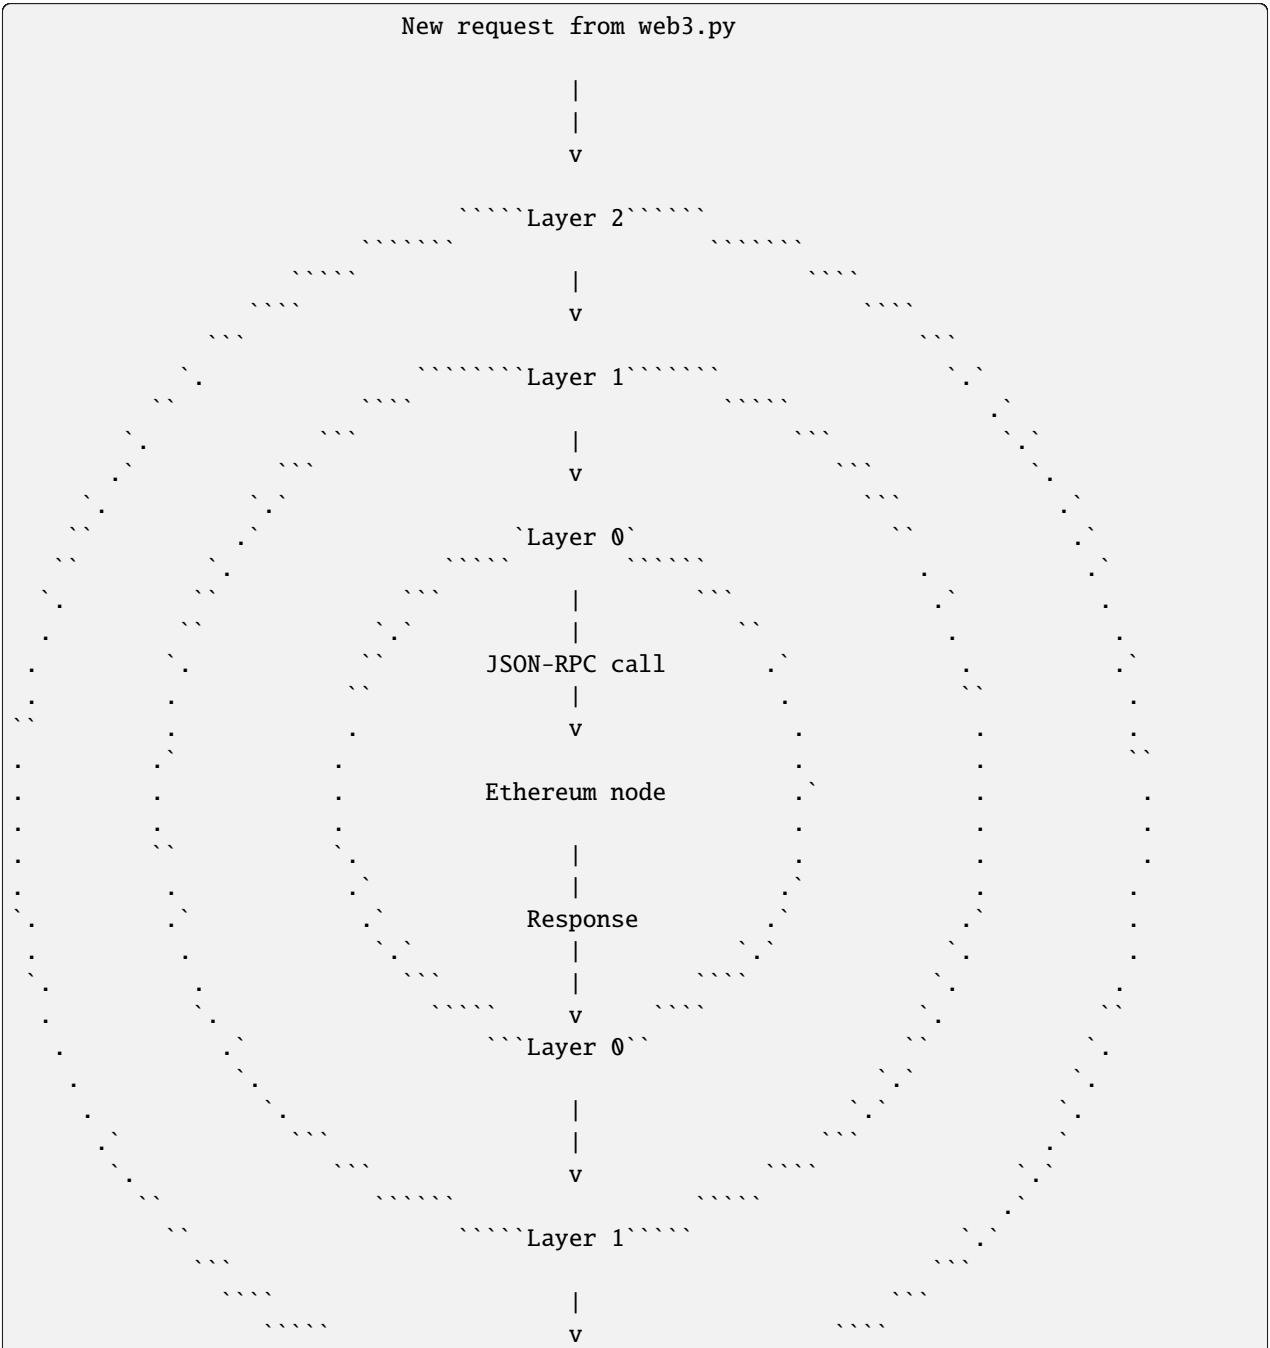 New request from web3.py
|
|
v
`````Layer 2``````
``````` ```````
````` | ````
```` v ````
``` ```
`. ````````Layer 1``````` `.`
`` ```` ````` .`
`. ``` | ``` `.`
.` ``` v ``` `.
`. `.` ``` .`
`` .` `Layer 0` `` .`
`` `. ````` `````` . .`
`. `` ``` | ``` .` .
. `` `.` | `` . .
. `. `` JSON-RPC call .` . .`
. . `` | . `` .
`` . . v . . .
. .` . . . ``
. . . Ethereum node .` . .
. . . . . .
. `` `. | . . .
. . .` | .` . .
`. .` .` Response .` .` .
. . `.` | `.` `. .
`. . ``` | ```` `. .
. `. ````` v ```` `. ``
. .` ```Layer 0`` `` `.
. `. `.` `.
. `. | `.` `.
.` ``` | ``` .`
`. ``` v ```` `.`
`` `````` ````` .`
`` `````Layer 1````` `.`
``` ```
```` | ```
````` v ````